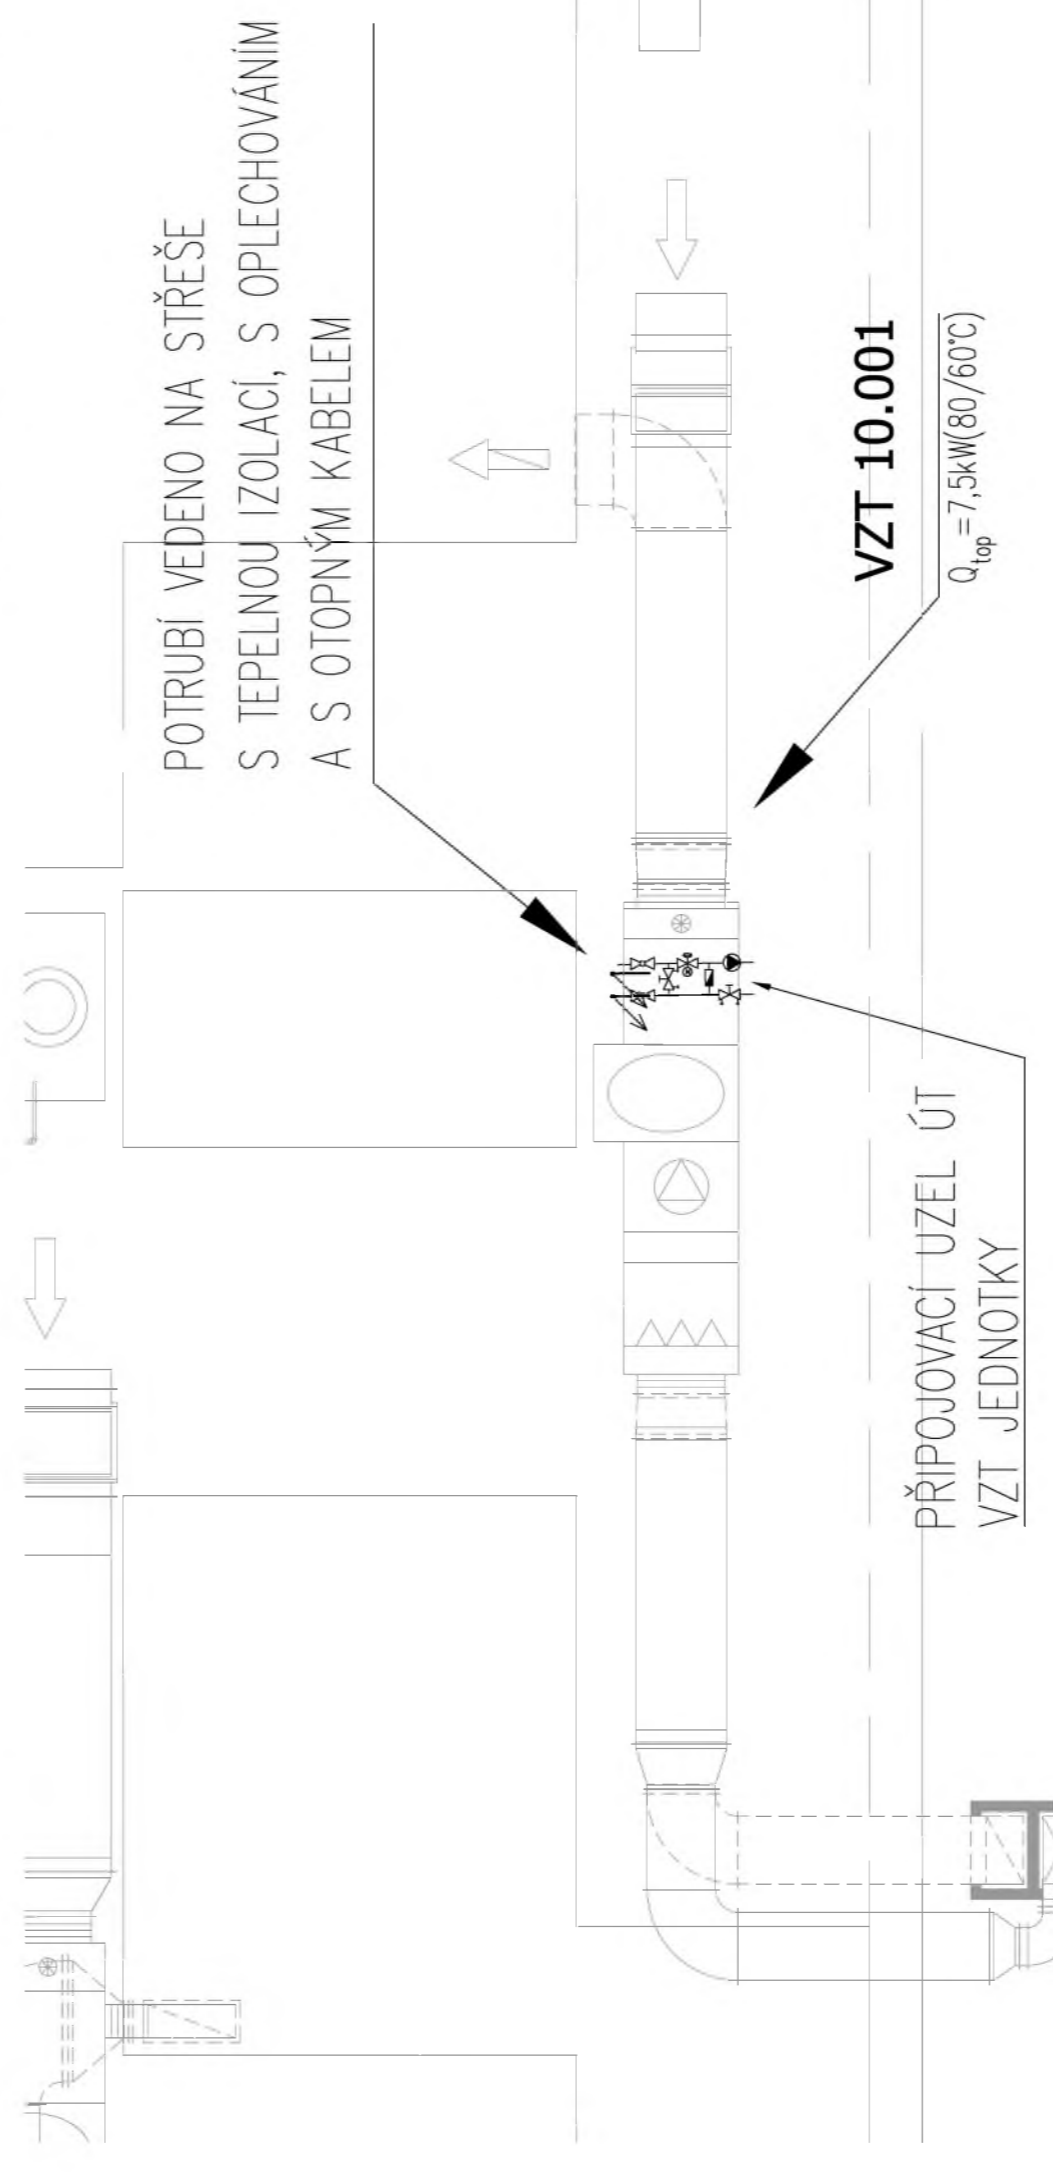 POTRUBÍ VEDENO NA STŘEŠE
S TEPELNOU IZOLACÍ, S OPLECHOVÁNÍM
A S OTOPNÝM KABELEM
VZT 10.001
Qtop =7,5kW(80/60°C)
PŘIPOJOVACÍ UZEL ÚT
VZT JEDNOTKY